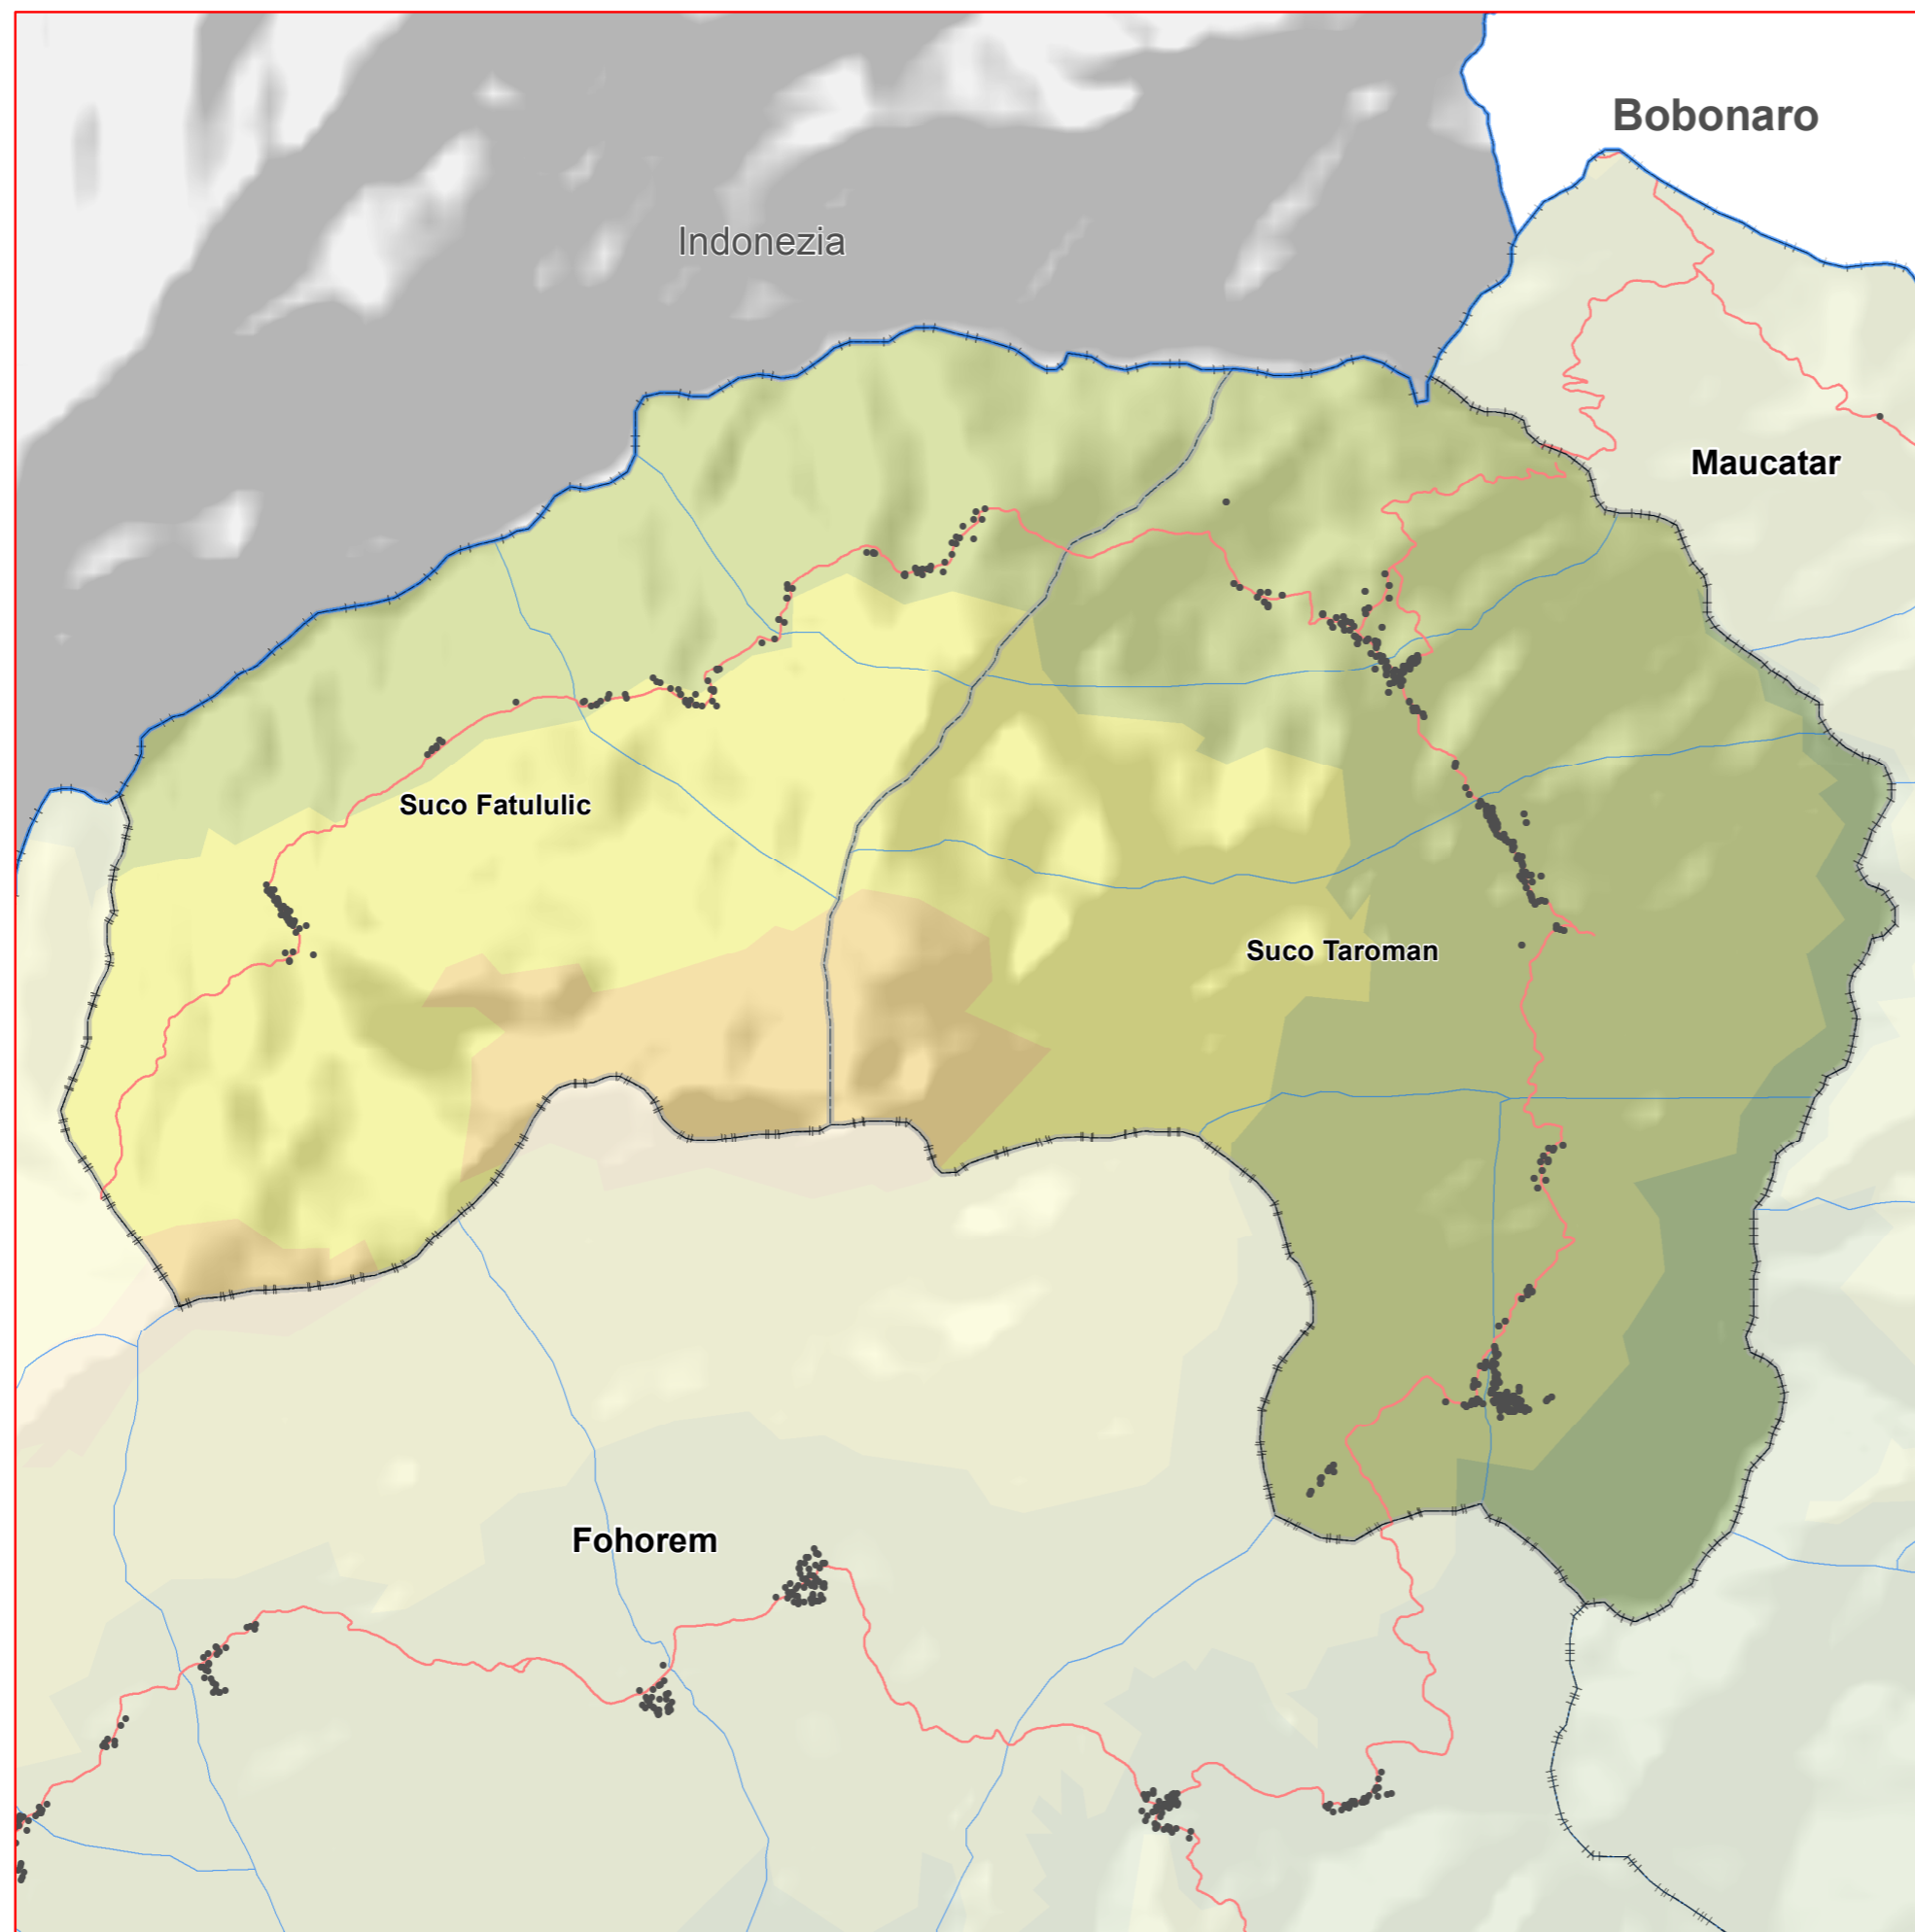 Bobonaro
Indonezia
Maucatar
Suco Fatululic
Suco Taroman
Fohorem